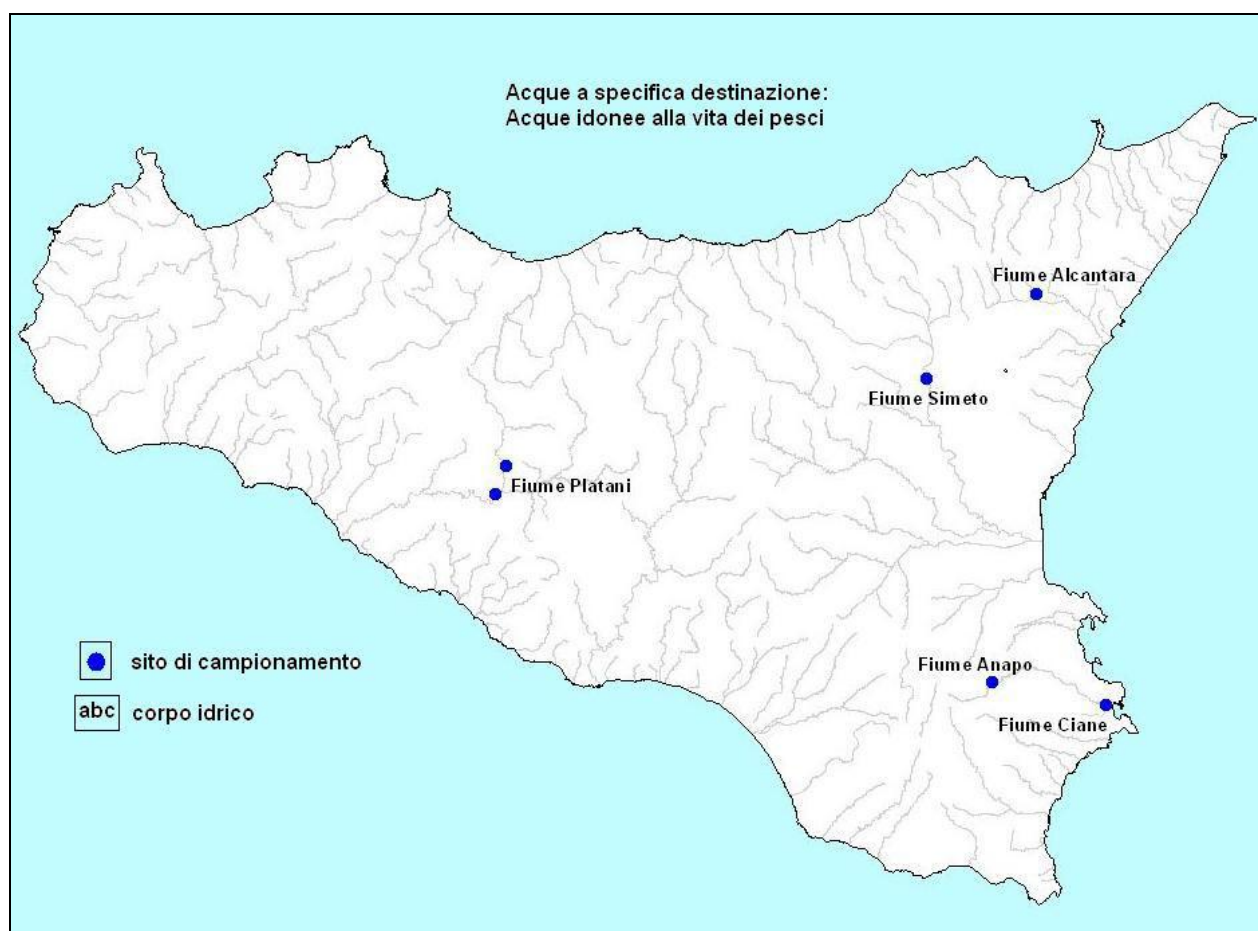 Acque a specifica destinazione:
Acque idonee alla vita dei pesci
Fiume Alcantara
Fiume Simeto
Fiume Platani
Fiume Anapo
Fiume Ciane
sito di campionamento
abc corpo idrico